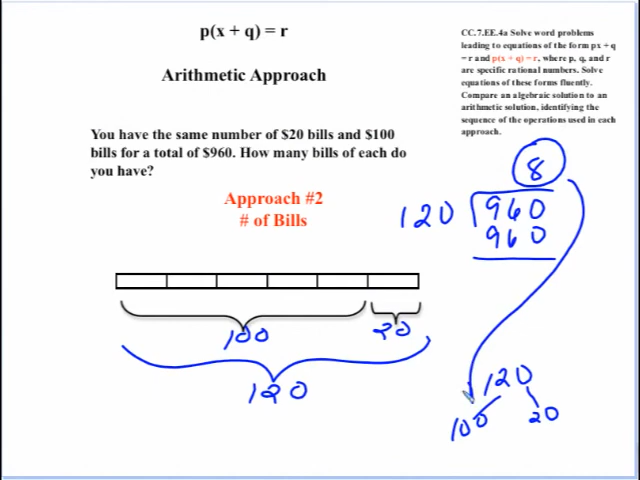 p(x + q) = r
Arithmetic Approach
CC.7.EE.4a Solve word problems
leading to equations of the form px + q
= r and p(x + q) = r, where p, q, and r
are specific rational numbers. Solve
equations of these forms fluently.
Compare an algebraic solution to an
arithmetic solution, identifying the
sequence of the operations used in each
approach.
You have the same number of $20 bills and $100
bills for a total of $960. How many bills of each do
you have?
Approach #2
# of Bills
8
120 960
960
100 20
120
120
100 20